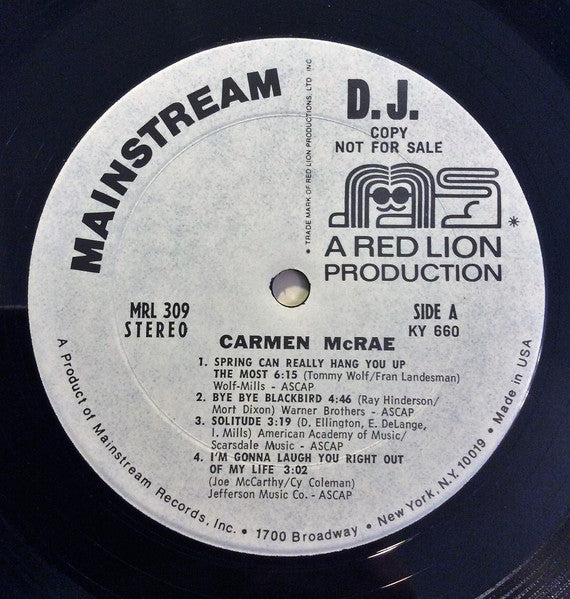 MAINSTREAM
D.J.
COPY
NOT FOR SALE
* TRADE MARK OF RED LION PRODUCTIONS, LTD. INC
MS *
A RED LION
PRODUCTION
MRL 309
STEREO
SIDE A
KY 660
CARMEN McRAE
1. SPRING CAN REALLY HANG YOU UP
THE MOST 6:15 (Tommy Wolf/Fran Landesman)
Wolf-Mills - ASCAP
2. BYE BYE BLACKBIRD 4:46 (Ray Hinderson/
Mort Dixon) Warner Brothers - ASCAP
3. SOLITUDE 3:19 (D. Ellington, E. DeLange,
I. Mills) American Academy of Music/
Scarsdale Music - ASCAP
4. I'M GONNA LAUGH YOU RIGHT OUT
OF MY LIFE 3:02
(Joe McCarthy/Cy Coleman)
Jefferson Music Co. - ASCAP
A Product of Mainstream Records, Inc. • 1700 Broadway • New York, N.Y. 10019 • Made in USA